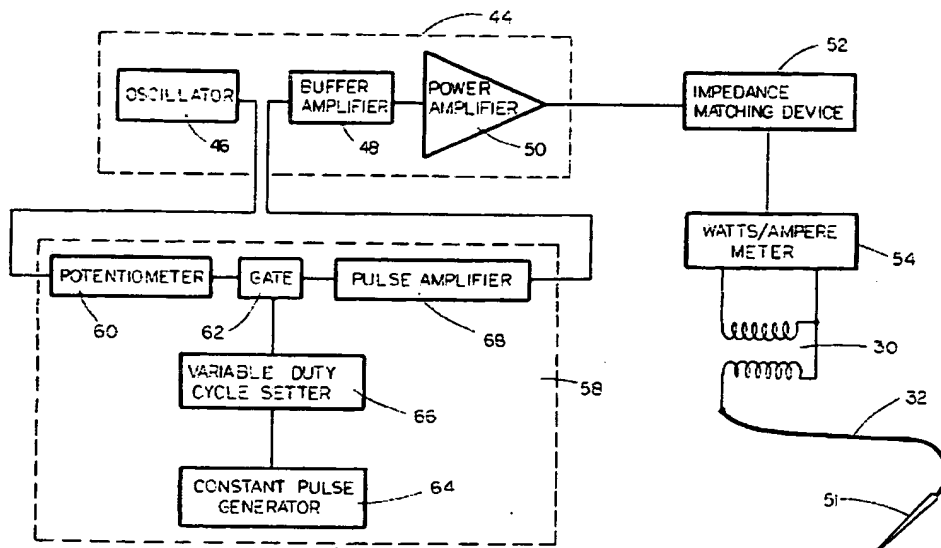 44
OSCILLATOR
46
BUFFER
AMPLIFIER
48
POWER
AMPLIFIER
50
52
IMPEDANCE
MATCHING DEVICE
WATTS/AMPERE
METER
54
POTENTIOMETER
60
GATE
62
PULSE AMPLIFIER
68
30
VARIABLE DUTY
CYCLE SETTER
66
58
32
CONSTANT PULSE
GENERATOR
64
51